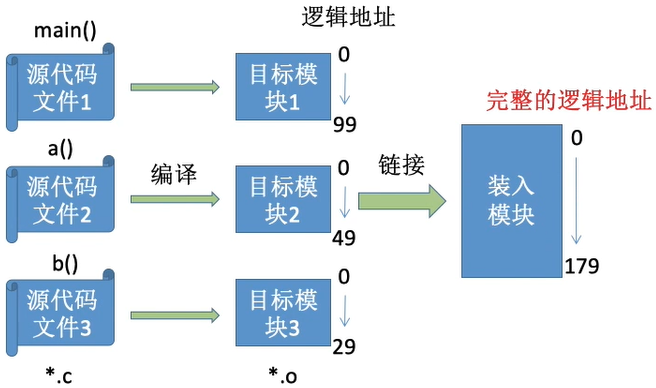 逻辑地址
main()
源代码
文件1
目标模
块1
0
99
完整的逻辑地址
a()
源代码
文件2
编译
目标模
块2
0
49
链接
装入
模块
0
179
b()
源代码
文件3
目标模
块3
0
29
*.c
*.o